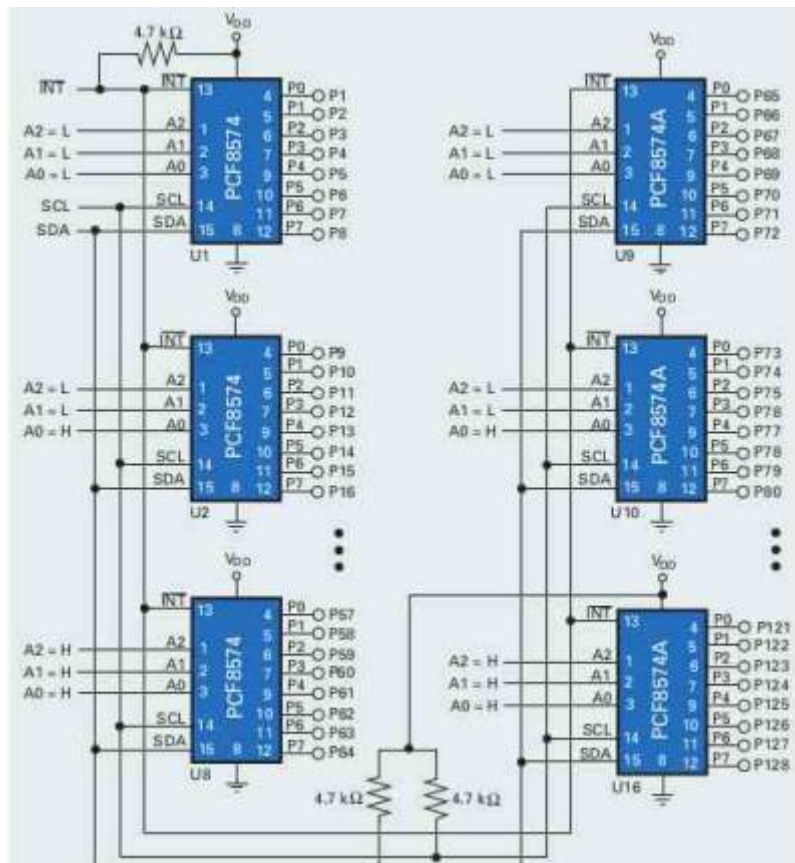 4.7 kΩ
VDD
INT
INT
13
A2 = L
A2
1
A1 = L
A1
2
A0 = L
A0
3
SCL
SCL
14
SDA
SDA
15
8
PCF8574
U1
4 P0 P1
5 P1 P2
6 P2 P3
7 P3 P4
9 P4 P5
10 P5 P6
11 P6 P7
12 P7 P8
VDD
INT 13
A2 = L A2 1
A1 = L A1 2
A0 = H A0 3
SCL 14
SDA 15
8
PCF8574
U2
4 P0 P9
5 P1 P10
6 P2 P11
7 P3 P12
9 P4 P13
10 P5 P14
11 P6 P15
12 P7 P16
VDD
INT 13
A2 = H A2 1
A1 = H A1 2
A0 = H A0 3
SCL 14
SDA 15
8
PCF8574
U8
4 P0 P57
5 P1 P58
6 P2 P59
7 P3 P60
9 P4 P61
10 P5 P62
11 P6 P63
12 P7 P64
VDD
INT 13
A2 = L A2 1
A1 = L A1 2
A0 = L A0 3
SCL 14
SDA 15
8
PCF8574A
U9
4 P0 P65
5 P1 P66
6 P2 P67
7 P3 P68
9 P4 P69
10 P5 P70
11 P6 P71
12 P7 P72
VDD
INT 13
A2 = L A2 1
A1 = L A1 2
A0 = H A0 3
SCL 14
SDA 15
8
PCF8574A
U10
4 P0 P73
5 P1 P74
6 P2 P75
7 P3 P76
9 P4 P77
10 P5 P78
11 P6 P79
12 P7 P80
VDD
INT 13
A2 = H A2 1
A1 = H A1 2
A0 = H A0 3
SCL 14
SDA 15
8
PCF8574A
U16
4 P0 P121
5 P1 P122
6 P2 P123
7 P3 P124
9 P4 P125
10 P5 P126
11 P6 P127
12 P7 P128
4.7 kΩ
4.7 kΩ